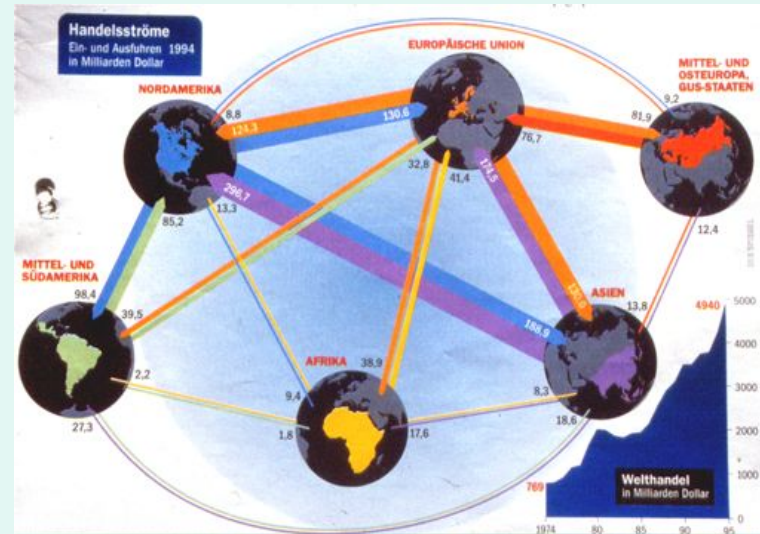 Handelsströme
Ein- und Ausfuhren 1994
in Milliarden Dollar
NORDAMERIKA
EUROPÄISCHE UNION
MITTEL- UND
OSTEUROPA,
GUS-STAATEN
8,8
9,2
124,3
130,6
81,9
76,7
32,8
41,4
174,5
296,7
13,3
85,2
12,4
MITTEL- UND
SÜDAMERIKA
98,4
39,5
188,9
ASIEN
13,8
2,2
AFRIKA
38,9
9,4
8,3
27,3
1,8
17,6
18,6
4940
5000
4000
3000
2000
1000
0
769
Welthandel
in Milliarden Dollar
1974
80
85
90
95